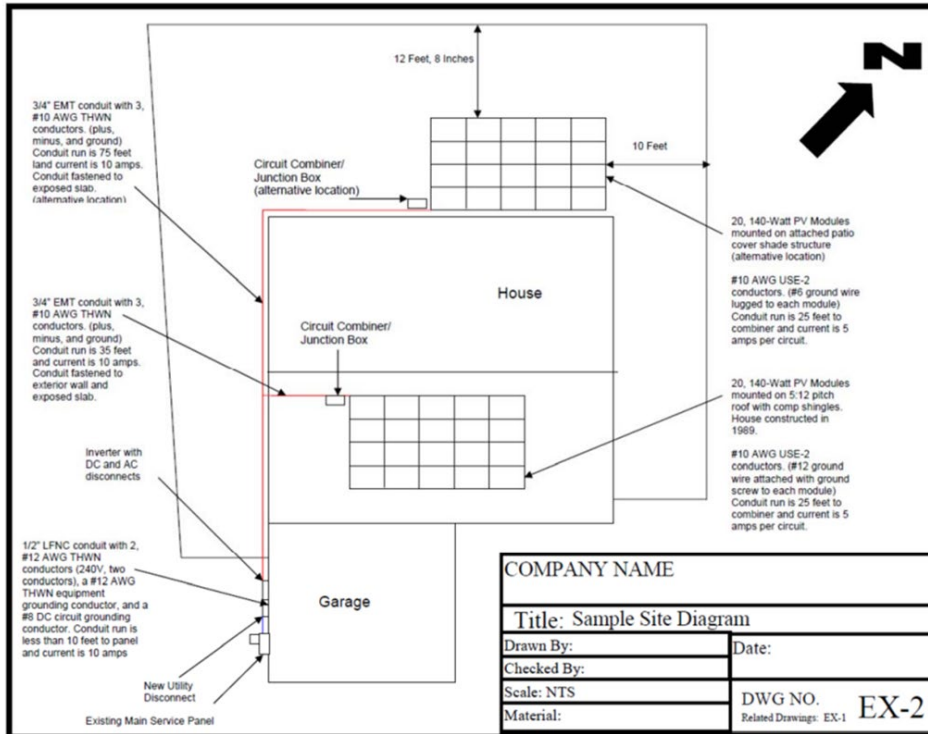 12 Feet, 8 Inches
N
3/4" EMT conduit with 3,
#10 AWG THWN
conductors. (plus,
minus, and ground)
Conduit run is 75 feet
land current is 10 amps.
Conduit fastened to
exposed slab.
(alternative location)
Circuit Combiner/
Junction Box
(alternative location)
10 Feet
20, 140-Watt PV Modules
mounted on attached patio
cover shade structure
(alternative location)
#10 AWG USE-2
conductors. (#6 ground wire
lugged to each module)
Conduit run is 25 feet to
combiner and current is 5
amps per circuit.
House
3/4" EMT conduit with 3,
#10 AWG THWN
conductors. (plus,
minus, and ground)
Conduit run is 35 feet
and current is 10 amps.
Conduit fastened to
exterior wall and
exposed slab.
Circuit Combiner/
Junction Box
20, 140-Watt PV Modules
mounted on 5:12 pitch
roof with comp shingles.
House constructed in
1989.
#10 AWG USE-2
conductors. (#12 ground
wire attached with ground
screw to each module)
Conduit run is 25 feet to
combiner and current is 5
amps per circuit.
Inverter with
DC and AC
disconnects
1/2" LFNC conduit with 2,
#12 AWG THWN
conductors (240V, two
conductors), a #12 AWG
THWN equipment
grounding conductor, and a
#8 DC circuit grounding
conductor. Conduit run is
less than 10 feet to panel
and current is 10 amps
Garage
New Utility
Disconnect
Existing Main Service Panel
COMPANY NAME
Title: Sample Site Diagram
Drawn By:
Date:
Checked By:
Scale: NTS
Material:
DWG NO.
Related Drawings: EX-1
EX-2